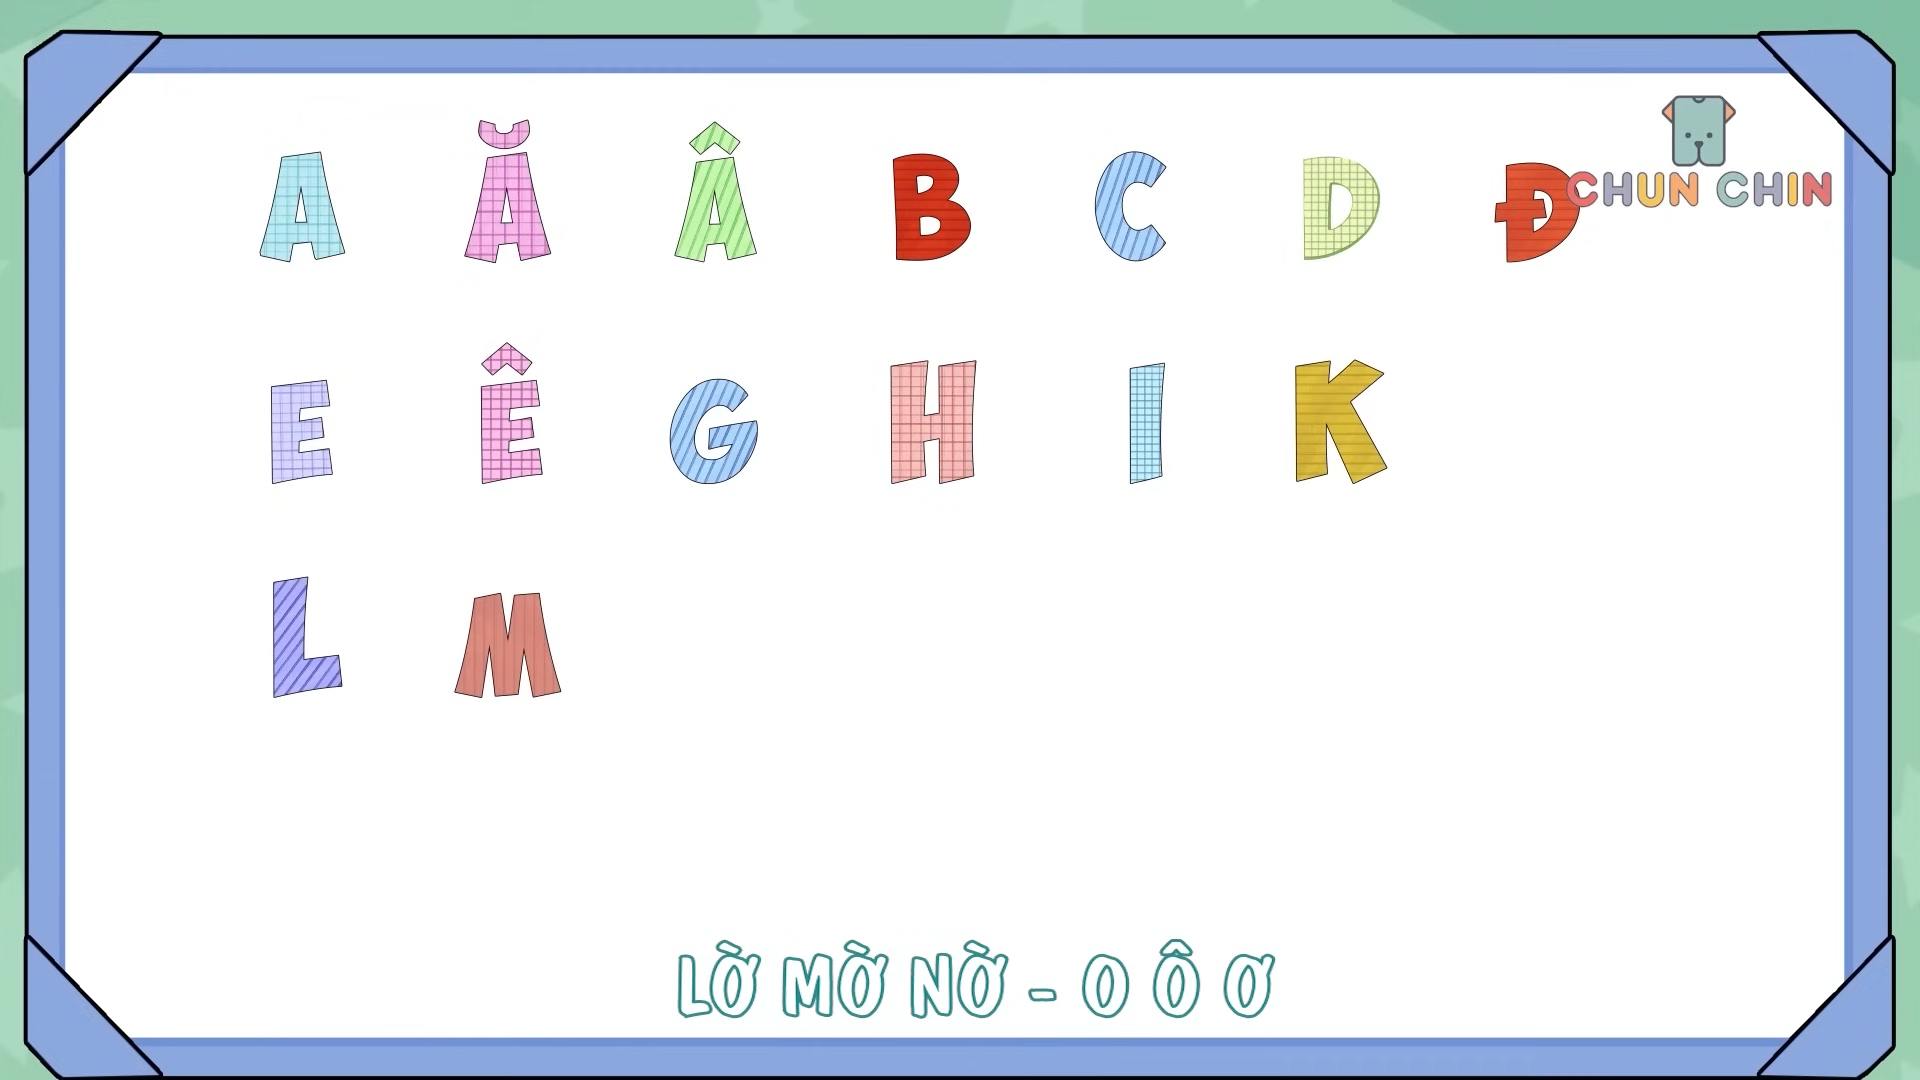 A Ă Â B C D Đ
CHUN CHIN
E Ê G H I K
L M
LỜ MỜ NỜ - O Ô Ơ